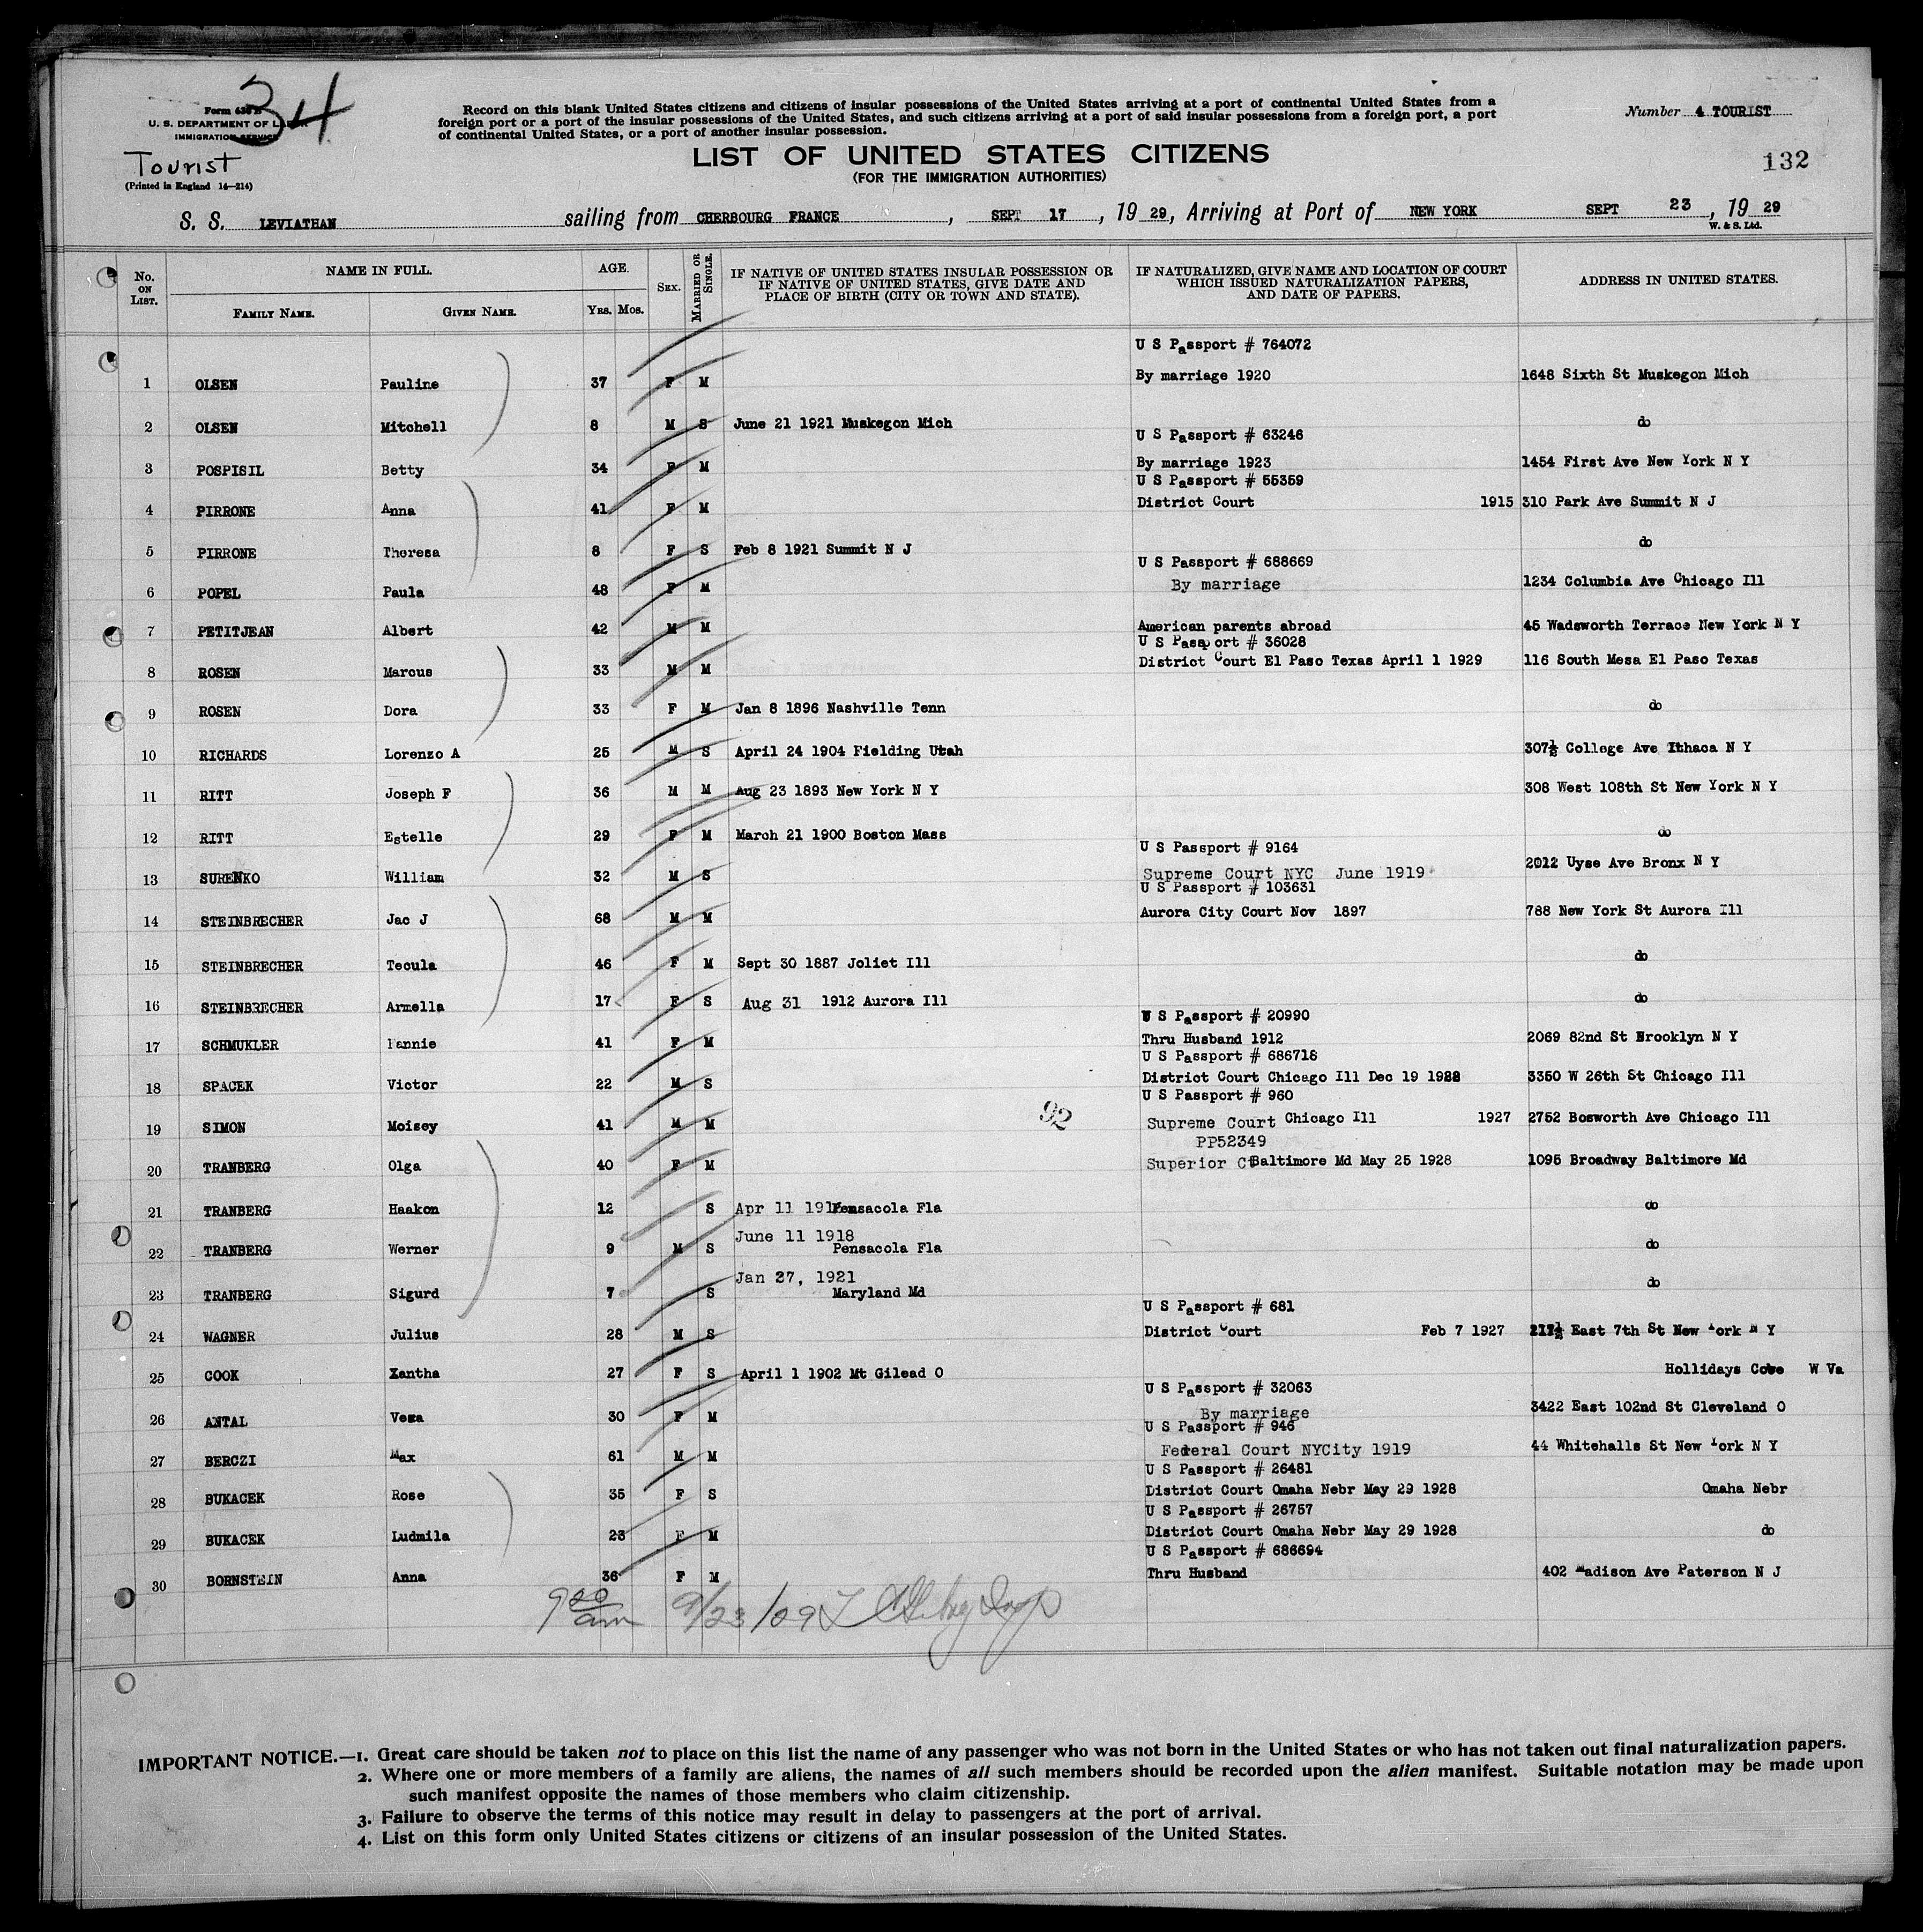 34
Form 630 B
U. S. DEPARTMENT OF LABOR
IMMIGRATION SERVICE
Tourist
(Printed in England 14—214)
Record on this blank United States citizens and citizens of insular possessions of the United States arriving at a port of continental United States from a
foreign port or a port of the insular possessions of the United States, and such citizens arriving at a port of said insular possessions from a foreign port, a port
of continental United States, or a port of another insular possession.
Number 4 TOURIST
LIST OF UNITED STATES CITIZENS
(FOR THE IMMIGRATION AUTHORITIES)
132
S. S. LEVIATHAN sailing from CHERBOURG FRANCE, SEPT 17, 1929, Arriving at Port of NEW YORK SEPT 23, 1929
W. & S. Ltd.
No. ON LIST. NAME IN FULL. AGE. SEX. MARRIED OR SINGLE. IF NATIVE OF UNITED STATES INSULAR POSSESSION OR IF NATIVE OF UNITED STATES, GIVE DATE AND PLACE OF BIRTH (CITY OR TOWN AND STATE). IF NATURALIZED, GIVE NAME AND LOCATION OF COURT WHICH ISSUED NATURALIZATION PAPERS, AND DATE OF PAPERS. ADDRESS IN UNITED STATES.
FAMILY NAME. GIVEN NAME. YRS. MOS.
U S Passport # 764072
1 OLSEN Pauline 37 F M By marriage 1920 1648 Sixth St Muskegon Mich
2 OLSEN Mitchell 8 M S June 21 1921 Muskegon Mich do
U S Passport # 63246
3 POSPISIL Betty 34 F M By marriage 1923 1454 First Ave New York N Y
U S Passport # 55359
4 PIRRONE Anna 41 F M District Court 1915 310 Park Ave Summit N J
5 PIRRONE Theresa 8 F S Feb 8 1921 Summit N J do
U S Passport # 688669
6 POPEL Paula 48 F M By marriage 1234 Columbia Ave Chicago Ill
7 PETITJEAN Albert 42 M M American parents abroad 45 Wadsworth Terrace New York N Y
U S Passport # 36028
8 ROSEN Marcus 33 M M District Court El Paso Texas April 1 1929 116 South Mesa El Paso Texas
9 ROSEN Dora 33 F M Jan 8 1896 Nashville Tenn do
10 RICHARDS Lorenzo A 25 M S April 24 1904 Fielding Utah 307½ College Ave Ithaca N Y
11 RITT Joseph F 36 M M Aug 23 1893 New York N Y 308 West 108th St New York N Y
12 RITT Estelle 29 F M March 21 1900 Boston Mass do
U S Passport # 9164
13 SURENKO William 32 M S Supreme Court NYC June 1919 2012 Uyse Ave Bronx N Y
U S Passport # 103631
14 STEINBRECHER Jac J 68 M M Aurora City Court Nov 1897 788 New York St Aurora Ill
15 STEINBRECHER Tecula 46 F M Sept 30 1887 Joliet Ill do
16 STEINBRECHER Armella 17 F S Aug 31 1912 Aurora Ill do
U S Passport # 20990
17 SCHMUKLER Fannie 41 F M Thru Husband 1912 2069 82nd St Brooklyn N Y
U S Passport # 686718
18 SPACEK Victor 22 M S District Court Chicago Ill Dec 19 1928 3350 W 26th St Chicago Ill
U S Passport # 960
92
19 SIMON Moisey 41 M M Supreme Court Chicago Ill 1927 2752 Bosworth Ave Chicago Ill
PP52349
20 TRANBERG Olga 40 F M Superior Ct Baltimore Md May 25 1928 1095 Broadway Baltimore Md
21 TRANBERG Haakon 12 S Apr 11 Pensacola Fla do
June 11 1918
22 TRANBERG Werner 9 M S Pensacola Fla do
Jan 27, 1921
23 TRANBERG Sigurd 7 S Maryland Md do
U S Passport # 681
24 WAGNER Julius 28 M S District Court Feb 7 1927 217½ East 7th St New York N Y
25 COOK Xantha 27 F S April 1 1902 Mt Gilead O Hollidays Cove W Va
U S Passport # 32063
26 ANTAL 30 F M By marriage 3422 East 102nd St Cleveland O
U S Passport # 946
27 BERCZI Max 61 M M Federal Court NYCity 1919 44 Whitehalls St New York N Y
U S Passport # 26481
28 BUKACEK Rose 35 F S District Court Omaha Nebr May 29 1928 Omaha Nebr
U S Passport # 26757
29 BUKACEK Ludmila 23 F M District Court Omaha Nebr May 29 1928 do
U S Passport # 686694
30 BORNSTEIN Anna 36 F M Thru Husband 402 Madison Ave Paterson N J
9 00 am 9/23/29
IMPORTANT NOTICE.—1. Great care should be taken not to place on this list the name of any passenger who was not born in the United States or who has not taken out final naturalization papers.
2. Where one or more members of a family are aliens, the names of all such members should be recorded upon the alien manifest. Suitable notation may be made upon
such manifest opposite the names of those members who claim citizenship.
3. Failure to observe the terms of this notice may result in delay to passengers at the port of arrival.
4. List on this form only United States citizens or citizens of an insular possession of the United States.